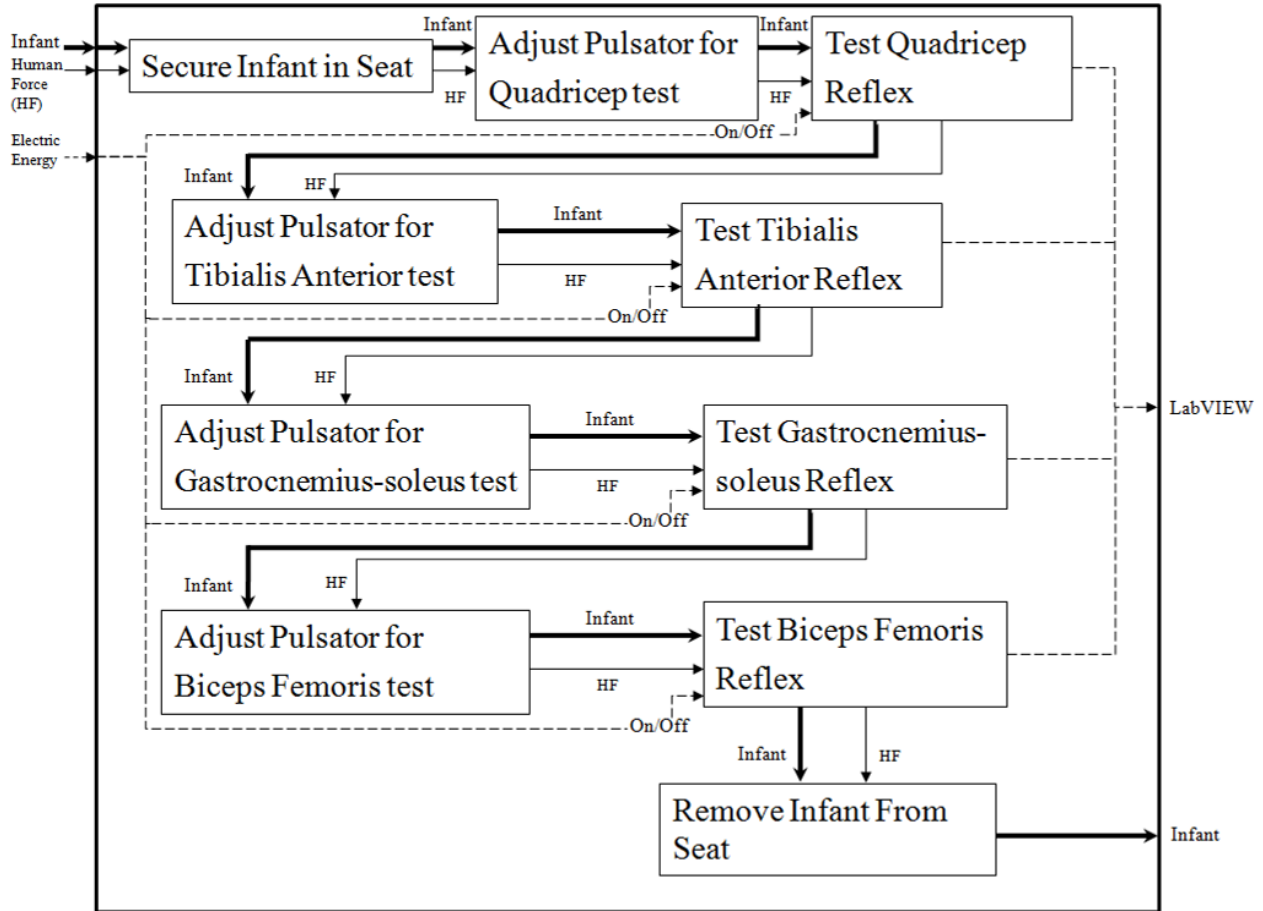 Infant
Human
Force
(HF)
Electric
Energy
Secure Infant in Seat
Infant
HF
Adjust Pulsator for
Quadricep test
Infant
HF
Test Quadricep
Reflex
On/Off
Infant
HF
Adjust Pulsator for
Tibialis Anterior test
Infant
HF
On/Off
Test Tibialis
Anterior Reflex
Infant
HF
Adjust Pulsator for
Gastrocnemius-soleus test
Infant
HF
On/Off
Test Gastrocnemius-
soleus Reflex
LabVIEW
Infant
HF
Adjust Pulsator for
Biceps Femoris test
Infant
HF
On/Off
Test Biceps Femoris
Reflex
Infant
HF
Remove Infant From
Seat
Infant